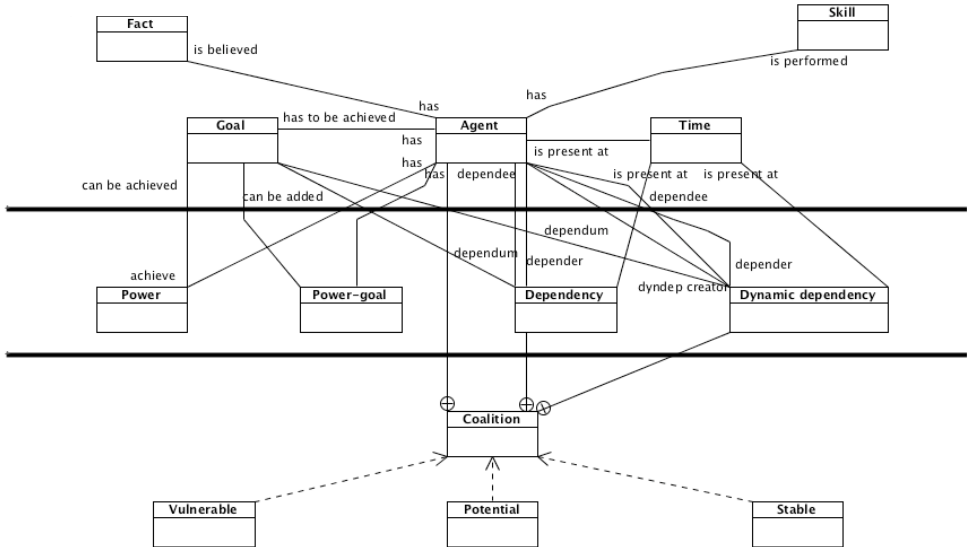 Fact
Skill
is believed
is performed
has
has
Goal
has to be achieved
Agent
Time
has
is present at
has
can be achieved
has
dependee
is present at
is present at
can be added
dependee
dependum
dependum
depender
depender
achieve
dyndep creator
Power
Power-goal
Dependency
Dynamic dependency
Coalition
Vulnerable
Potential
Stable